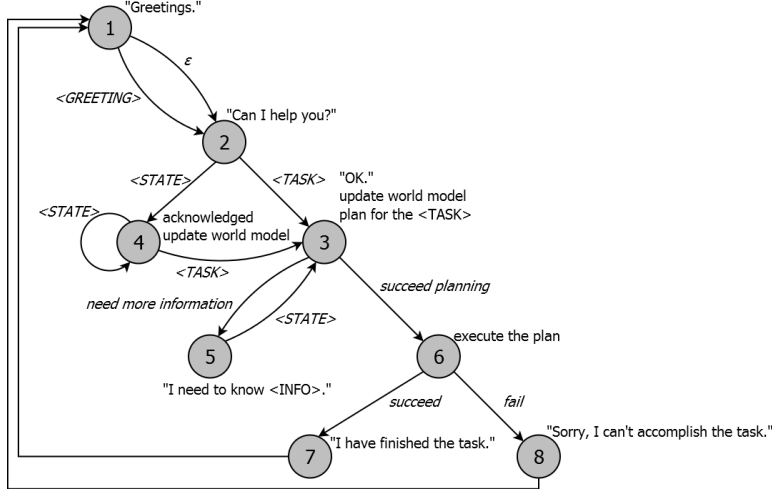 "Greetings."
1
ε
<GREETING>
"Can I help you?"
2
<STATE>
<TASK>
"OK."
update world model
plan for the <TASK>
<STATE>
acknowledged
update world model
4
3
<TASK>
need more information
<STATE>
succeed planning
5
6
execute the plan
"I need to know <INFO>."
succeed
fail
7
"I have finished the task."
8
"Sorry, I can't accomplish the task."